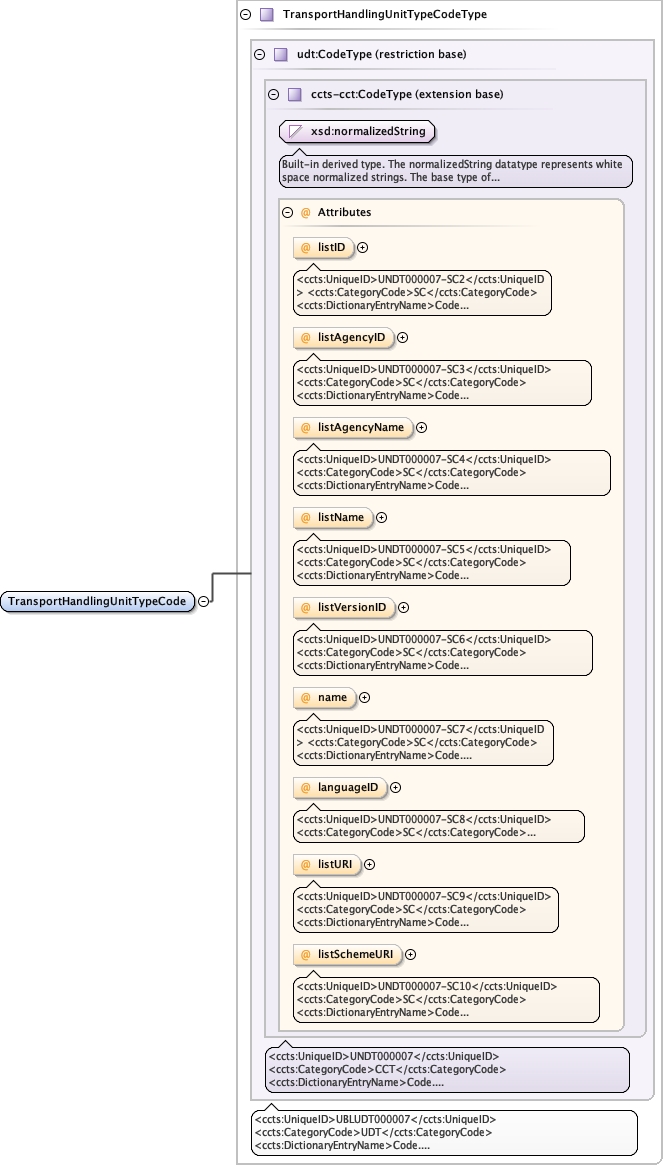 TransportHandlingUnitTypeCodeType
udt:CodeType (restriction base)
ccts-cct:CodeType (extension base)
xsd:normalizedString
Built-in derived type. The normalizedString datatype represents white
space normalized strings. The base type of...
@ Attributes
@ listID
<ccts:UniqueID>UNDT000007-SC2</ccts:UniqueID
> <ccts:CategoryCode>SC</ccts:CategoryCode>
<ccts:DictionaryEntryName>Code...
@ listAgencyID
<ccts:UniqueID>UNDT000007-SC3</ccts:UniqueID>
<ccts:CategoryCode>SC</ccts:CategoryCode>
<ccts:DictionaryEntryName>Code...
@ listAgencyName
<ccts:UniqueID>UNDT000007-SC4</ccts:UniqueID>
<ccts:CategoryCode>SC</ccts:CategoryCode>
<ccts:DictionaryEntryName>Code...
@ listName
<ccts:UniqueID>UNDT000007-SC5</ccts:UniqueID>
<ccts:CategoryCode>SC</ccts:CategoryCode>
<ccts:DictionaryEntryName>Code...
TransportHandlingUnitTypeCode
@ listVersionID
<ccts:UniqueID>UNDT000007-SC6</ccts:UniqueID>
<ccts:CategoryCode>SC</ccts:CategoryCode>
<ccts:DictionaryEntryName>Code...
@ name
<ccts:UniqueID>UNDT000007-SC7</ccts:UniqueID
> <ccts:CategoryCode>SC</ccts:CategoryCode>
<ccts:DictionaryEntryName>Code....
@ languageID
<ccts:UniqueID>UNDT000007-SC8</ccts:UniqueID>
<ccts:CategoryCode>SC</ccts:CategoryCode>...
@ listURI
<ccts:UniqueID>UNDT000007-SC9</ccts:UniqueID>
<ccts:CategoryCode>SC</ccts:CategoryCode>
<ccts:DictionaryEntryName>Code...
@ listSchemeURI
<ccts:UniqueID>UNDT000007-SC10</ccts:UniqueID>
<ccts:CategoryCode>SC</ccts:CategoryCode>
<ccts:DictionaryEntryName>Code...
<ccts:UniqueID>UNDT000007</ccts:UniqueID>
<ccts:CategoryCode>CCT</ccts:CategoryCode>
<ccts:DictionaryEntryName>Code....
<ccts:UniqueID>UBLUDT000007</ccts:UniqueID>
<ccts:CategoryCode>UDT</ccts:CategoryCode>
<ccts:DictionaryEntryName>Code....